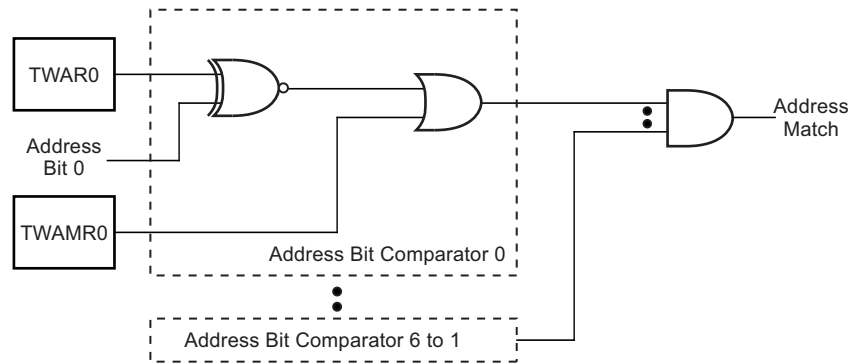 TWAR0
Address
Bit 0
TWAMR0
Address Bit Comparator 0
Address Bit Comparator 6 to 1
Address
Match